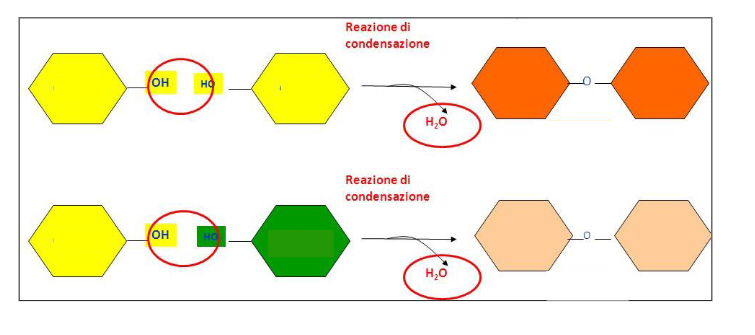 Reazione di
condensazione
OH HO O
H₂O
Reazione di
condensazione
OH HO O
H₂O